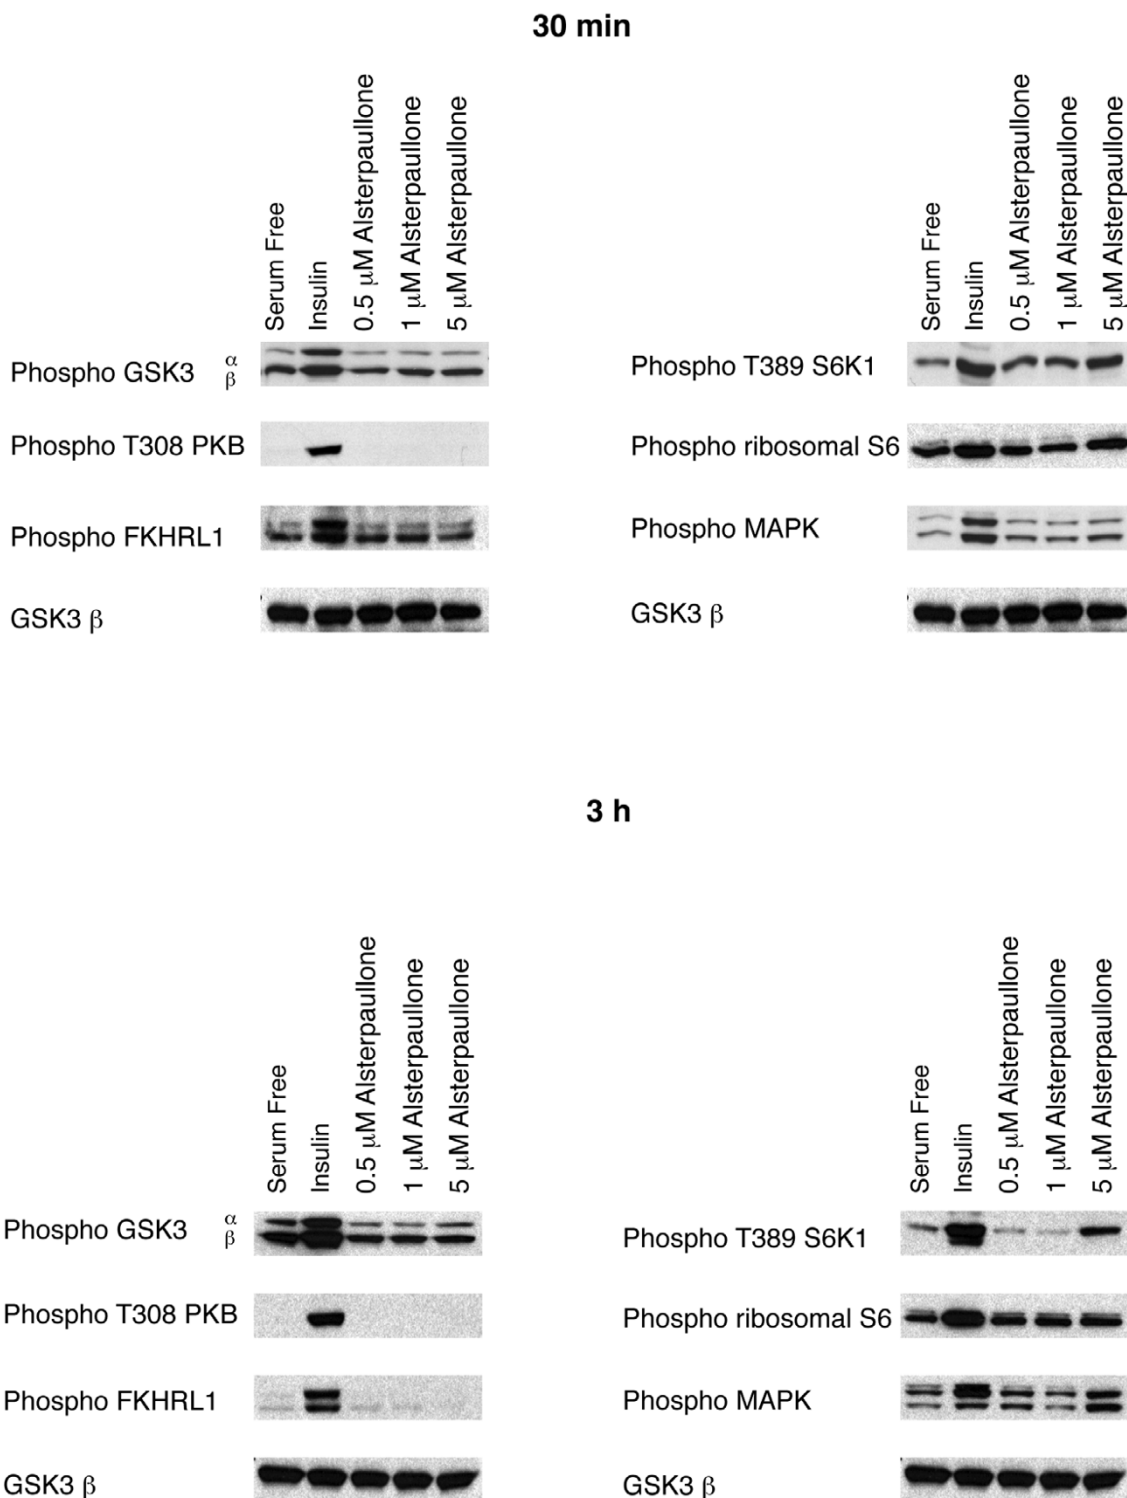 30 min
Serum Free
Insulin
0.5 μM Alsterpaullone
1 μM Alsterpaullone
5 μM Alsterpaullone
Phospho GSK3 α
β
Phospho T308 PKB
Phospho FKHRL1
GSK3 β
Serum Free
Insulin
0.5 μM Alsterpaullone
1 μM Alsterpaullone
5 μM Alsterpaullone
Phospho T389 S6K1
Phospho ribosomal S6
Phospho MAPK
GSK3 β
3 h
Serum Free
Insulin
0.5 μM Alsterpaullone
1 μM Alsterpaullone
5 μM Alsterpaullone
Phospho GSK3 α
β
Phospho T308 PKB
Phospho FKHRL1
GSK3 β
Serum Free
Insulin
0.5 μM Alsterpaullone
1 μM Alsterpaullone
5 μM Alsterpaullone
Phospho T389 S6K1
Phospho ribosomal S6
Phospho MAPK
GSK3 β